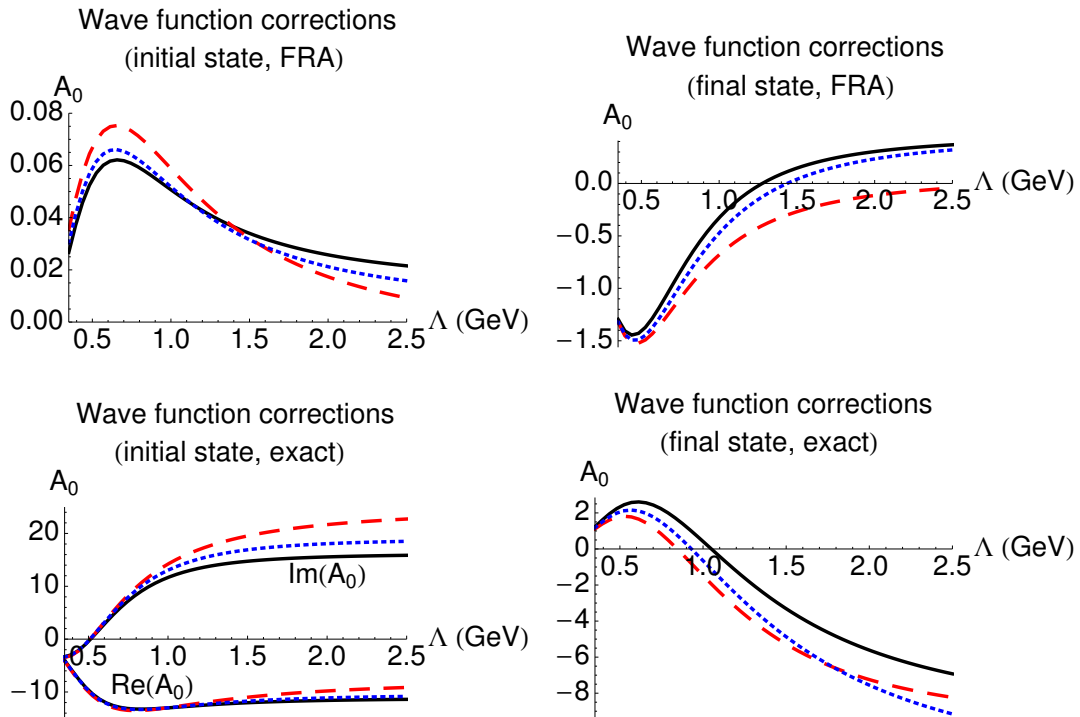 Wave function corrections
(initial state, FRA)
A₀
0.08
0.06
0.04
0.02
0.00
0.5 1.0 1.5 2.0 2.5
Λ (GeV)
Wave function corrections
(final state, FRA)
A₀
0.0
−0.5
−1.0
−1.5
0.5 1.0 1.5 2.0 2.5
Λ (GeV)
Wave function corrections
(initial state, exact)
A₀
20
10
0
−10
0.5 1.0 1.5 2.0 2.5
Λ (GeV)
Im(A₀)
Re(A₀)
Wave function corrections
(final state, exact)
A₀
2
0
−2
−4
−6
−8
0.5 1.0 1.5 2.0 2.5
Λ (GeV)